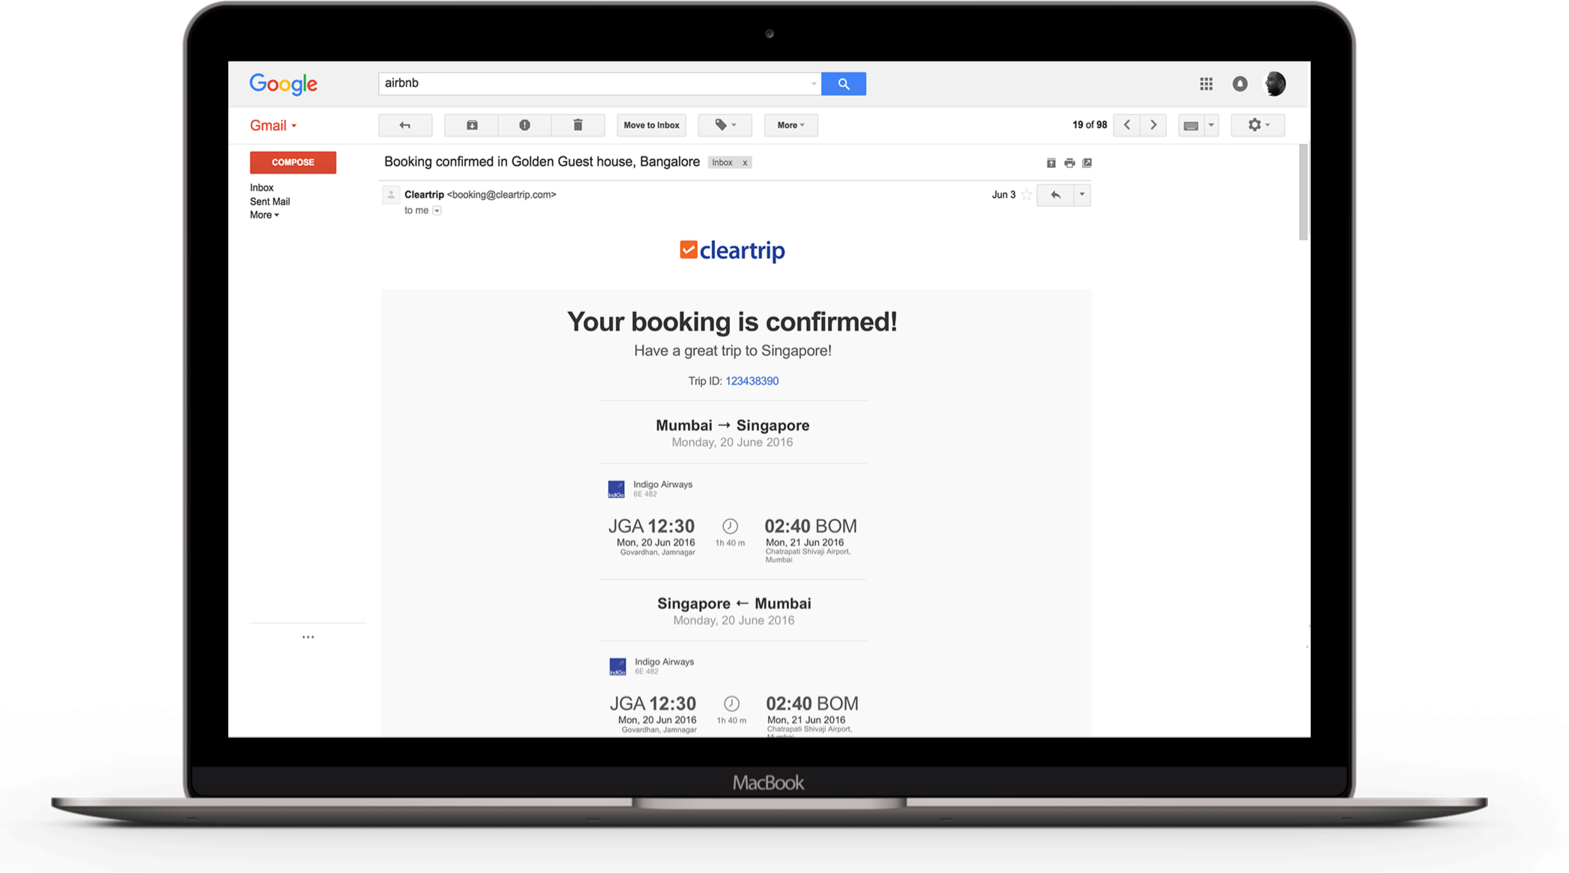 Google
airbnb
Gmail
Move to Inbox
More
19 of 98
COMPOSE
Booking confirmed in Golden Guest house, Bangalore
Inbox x
Inbox
Sent Mail
More
Cleartrip <booking@cleartrip.com>
Jun 3
to me
cleartrip
Your booking is confirmed!
Have a great trip to Singapore!
Trip ID: 123438390
Mumbai → Singapore
Monday, 20 June 2016
IndiGo
Indigo Airways
6E 482
JGA 12:30
02:40 BOM
Mon, 20 Jun 2016
1h 40 m
Mon, 21 Jun 2016
Govardhan, Jamnagar
Chatrapati Shivaji Airport,
Mumbai
Singapore ← Mumbai
Monday, 20 June 2016
IndiGo
Indigo Airways
6E 482
JGA 12:30
02:40 BOM
Mon, 20 Jun 2016
1h 40 m
Mon, 21 Jun 2016
Govardhan, Jamnagar
Chatrapati Shivaji Airport,
Mumbai
MacBook